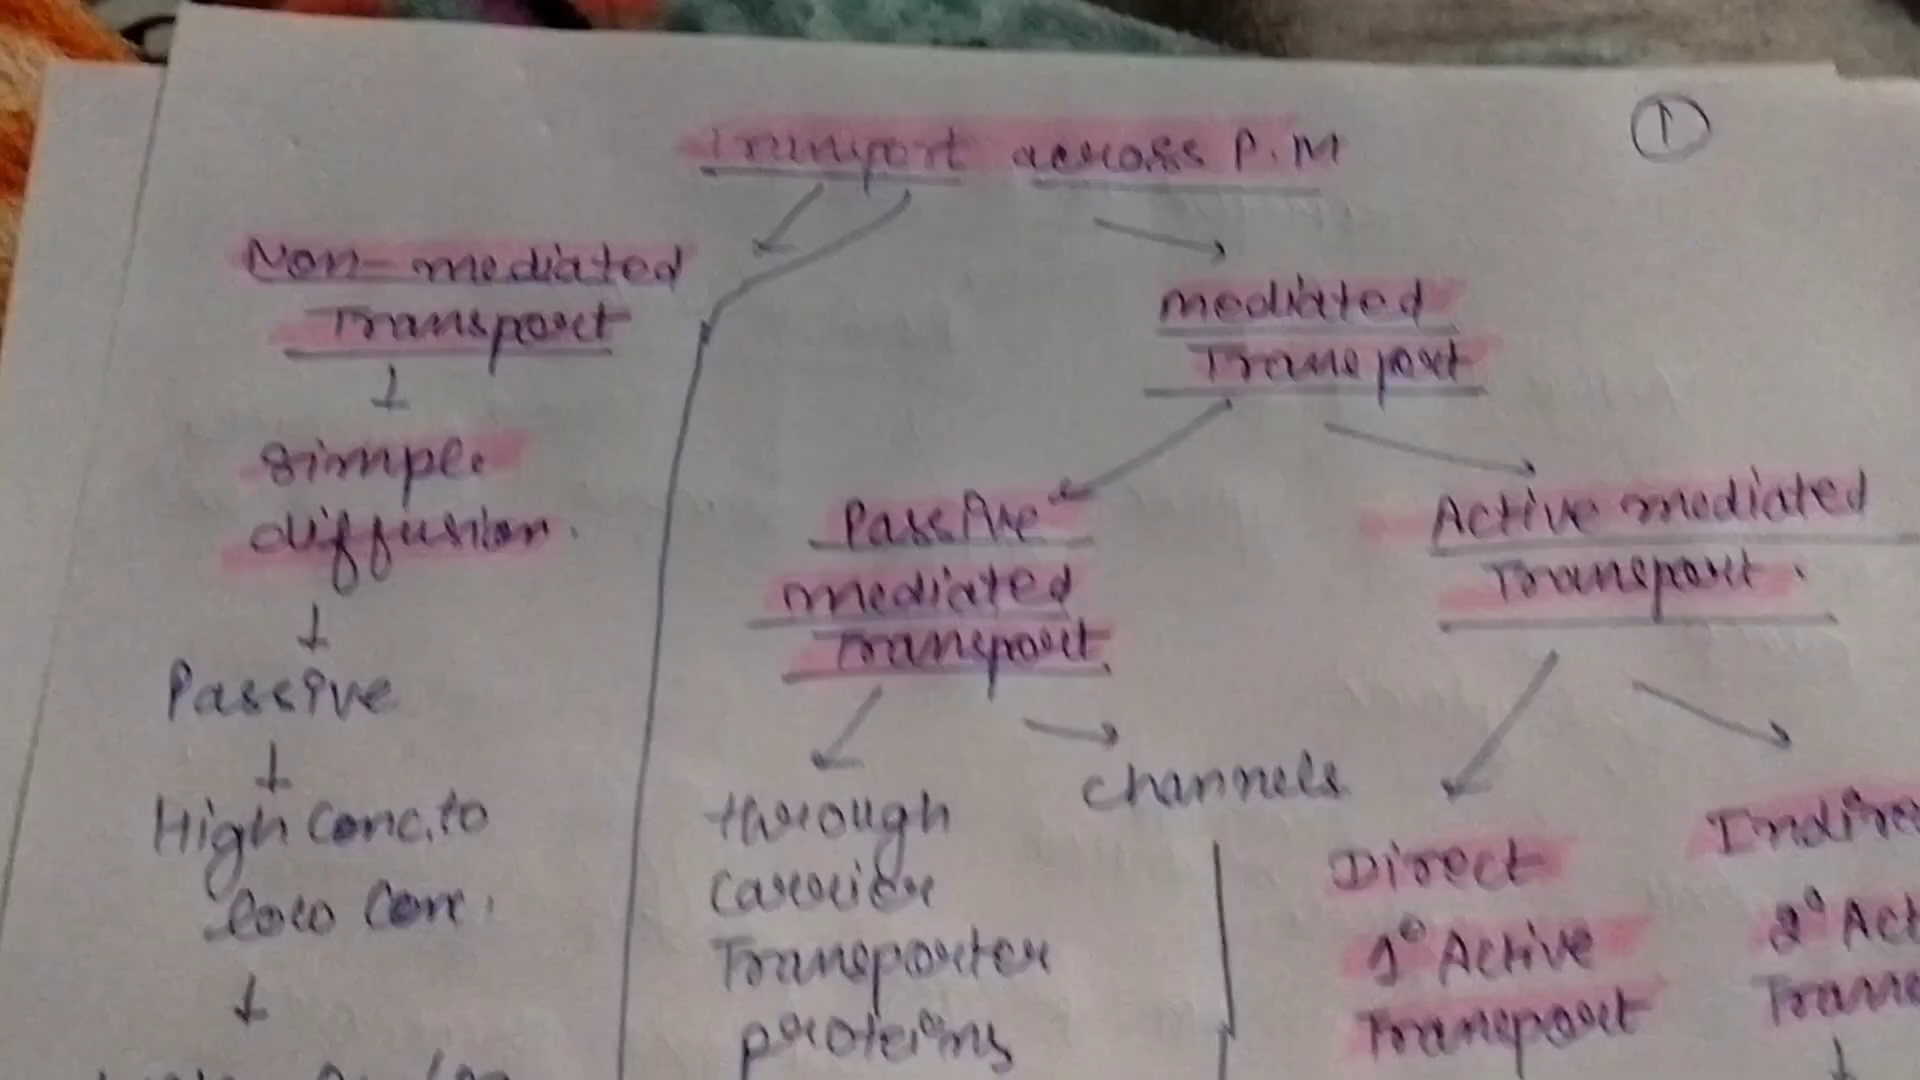 Transport across P.M
1
Non-mediated
Transport
simple
diffusion.
Passive
High conc. to
low conc.
mediated
Transport
Passive
mediated
Transport.
through
carrier
Transporter
proteins
channels
Active mediated
Transport.
Direct
1° Active
Transport
Indirec
2° Act
Trans